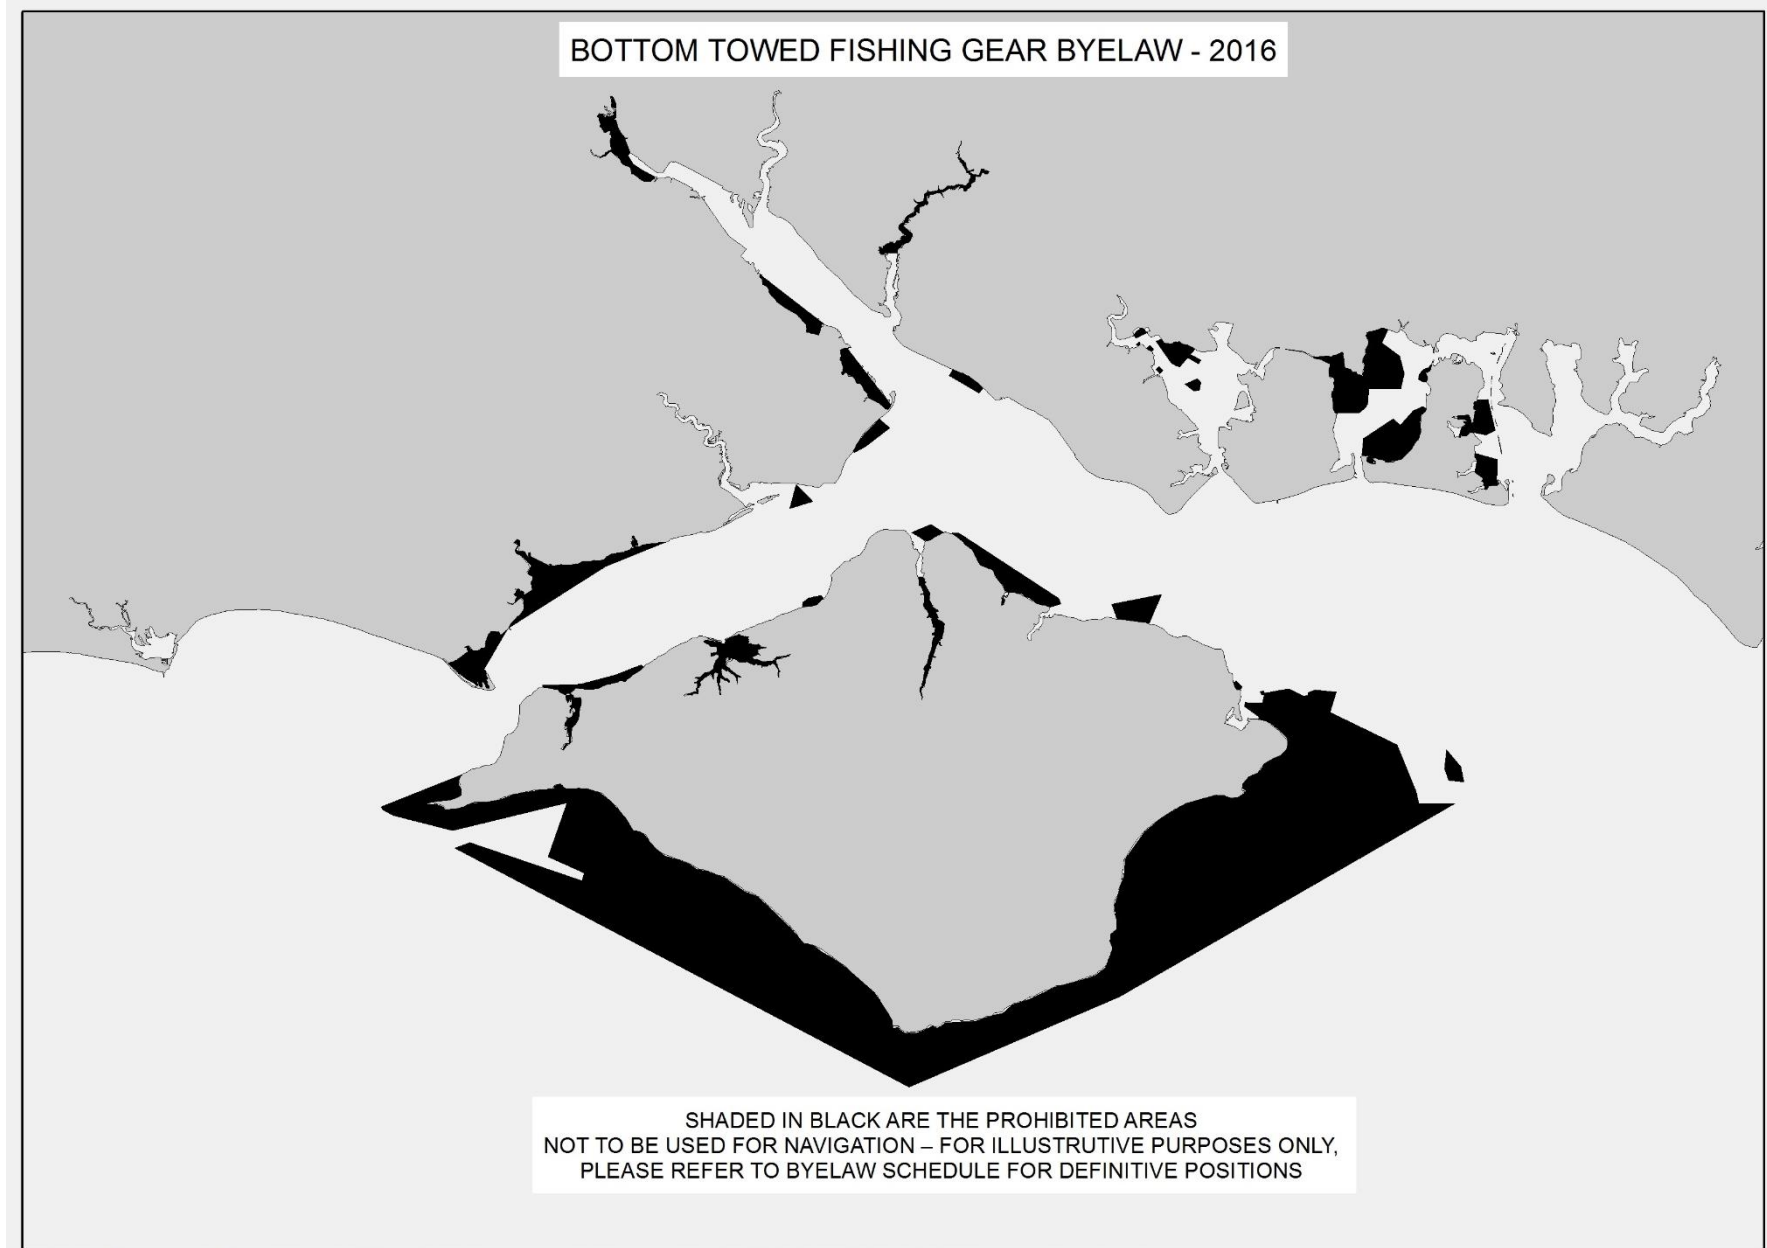 BOTTOM TOWED FISHING GEAR BYELAW - 2016
SHADED IN BLACK ARE THE PROHIBITED AREAS
NOT TO BE USED FOR NAVIGATION – FOR ILLUSTRUTIVE PURPOSES ONLY,
PLEASE REFER TO BYELAW SCHEDULE FOR DEFINITIVE POSITIONS